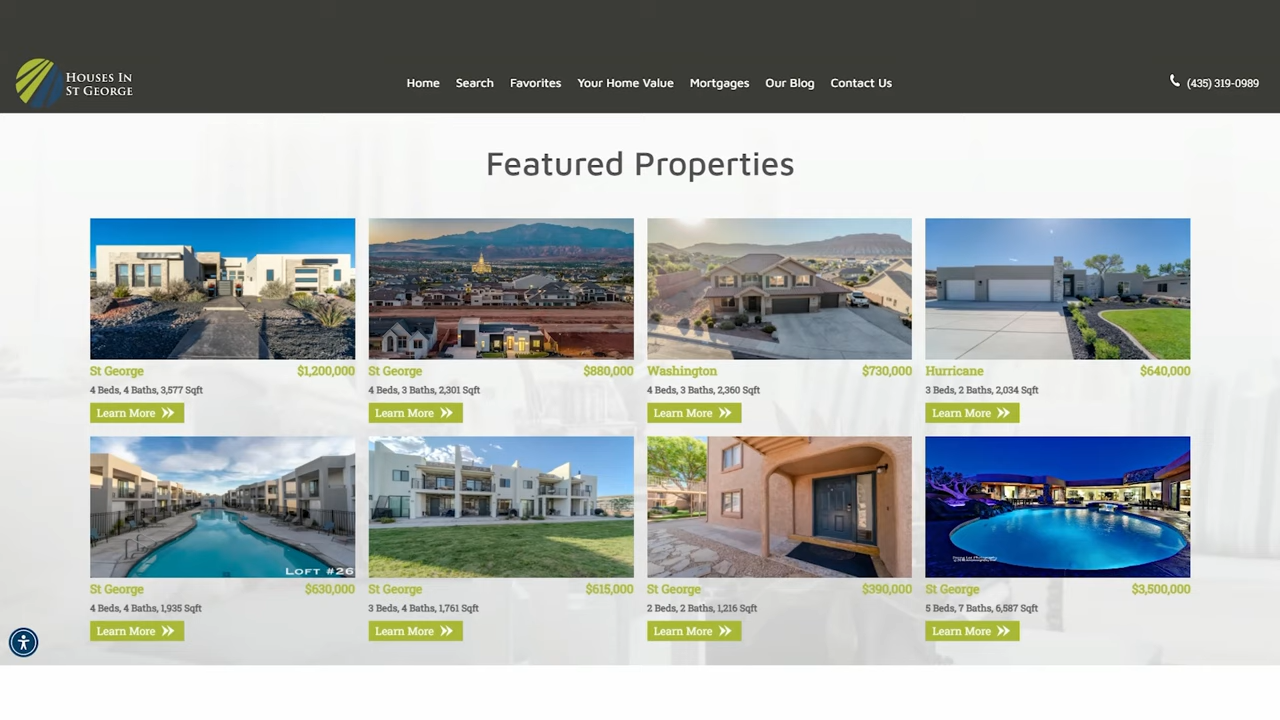 HOUSES IN
ST GEORGE
Home Search Favorites Your Home Value Mortgages Our Blog Contact Us
(435) 319-0989
Featured Properties
St George $1,200,000
4 Beds, 4 Baths, 3,577 Sqft
Learn More
St George $880,000
4 Beds, 3 Baths, 2,301 Sqft
Learn More
Washington $730,000
4 Beds, 3 Baths, 2,360 Sqft
Learn More
Hurricane $640,000
3 Beds, 2 Baths, 2,034 Sqft
Learn More
LOFT #26
St George $630,000
4 Beds, 4 Baths, 1,935 Sqft
Learn More
St George $615,000
3 Beds, 4 Baths, 1,761 Sqft
Learn More
St George $390,000
2 Beds, 2 Baths, 1,216 Sqft
Learn More
St George $3,500,000
5 Beds, 7 Baths, 6,587 Sqft
Learn More